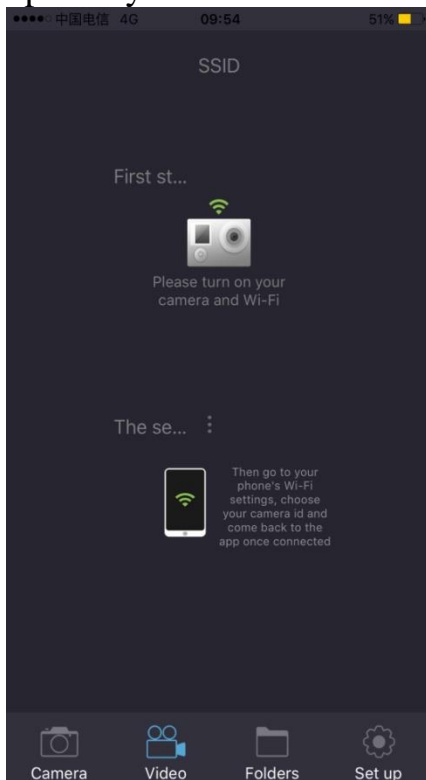 中国电信 4G 09:54 51%
SSID
First st...
Please turn on your
camera and Wi-Fi
The se... :
Then go to your
phone's Wi-Fi
settings, choose
your camera id and
come back to the
app once connected
Camera Video Folders Set up